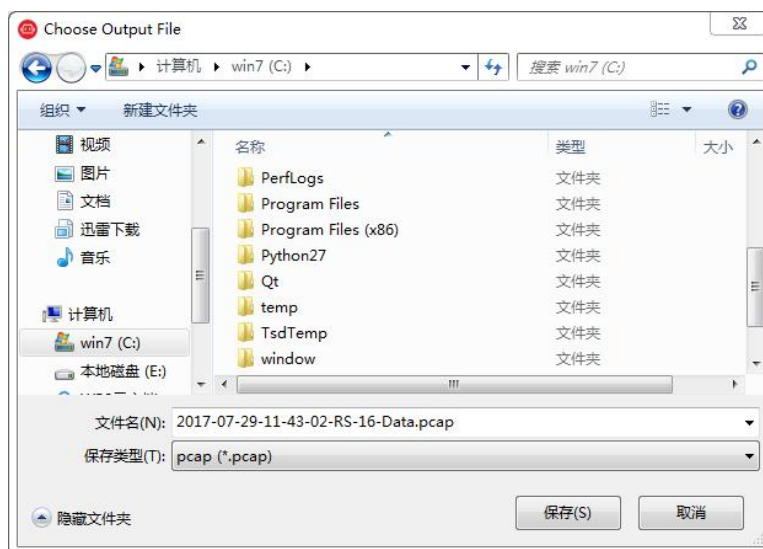 Choose Output File
计算机 win7 (C:) 搜索 win7 (C:)
组织 新建文件夹
视频
图片
文档
迅雷下载
音乐
计算机
win7 (C:)
本地磁盘 (E:)
名称 类型 大小
PerfLogs 文件夹
Program Files 文件夹
Program Files (x86) 文件夹
Python27 文件夹
Qt 文件夹
temp 文件夹
TsdTemp 文件夹
window 文件夹
文件名(N): 2017-07-29-11-43-02-RS-16-Data.pcap
保存类型(T): pcap (*.pcap)
隐藏文件夹 保存(S) 取消